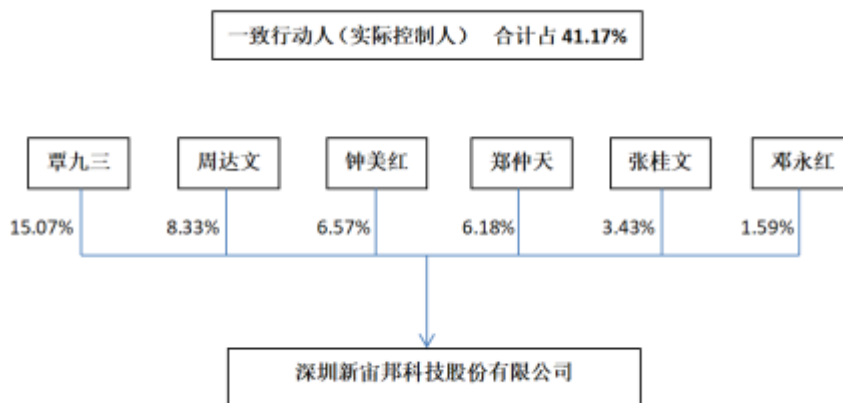 一致行动人（实际控制人） 合计占 41.17%
覃九三 周达文 钟美红 郑仲天 张桂文 邓永红
15.07% 8.33% 6.57% 6.18% 3.43% 1.59%
深圳新宙邦科技股份有限公司